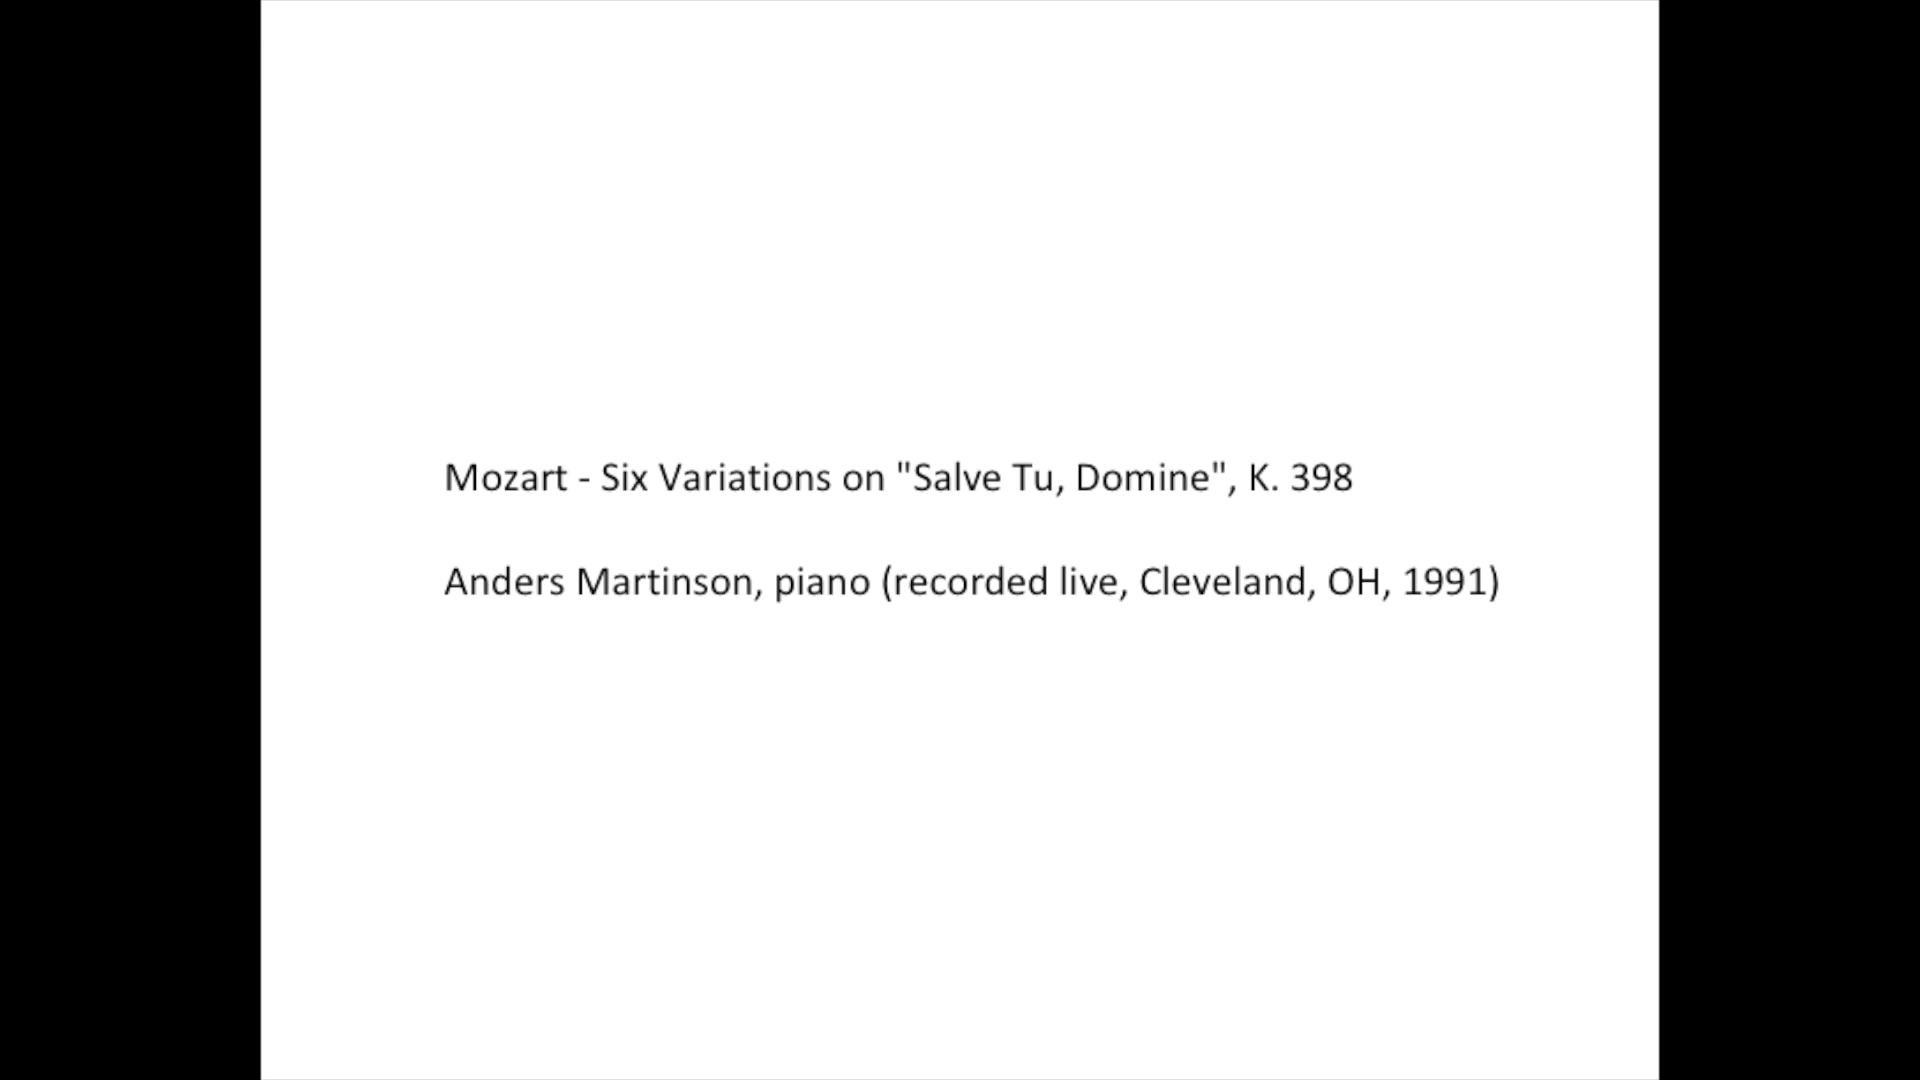 Mozart - Six Variations on "Salve Tu, Domine", K. 398
Anders Martinson, piano (recorded live, Cleveland, OH, 1991)